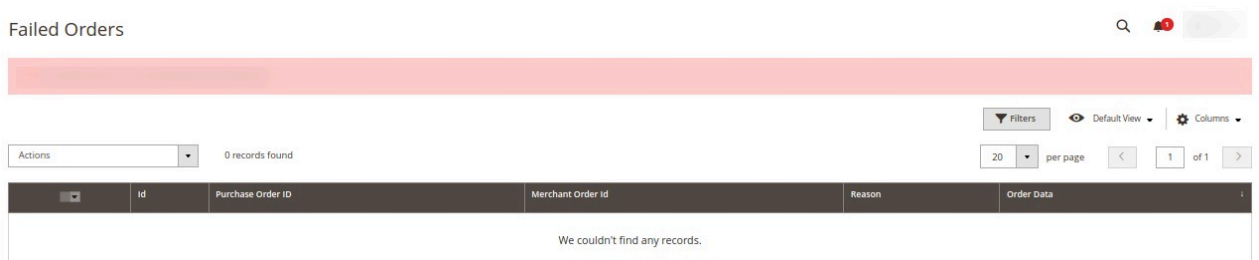 Failed Orders
1
Filters
Default View
Columns
Actions
0 records found
20
per page
1
of 1
Id
Purchase Order ID
Merchant Order Id
Reason
Order Data
We couldn't find any records.